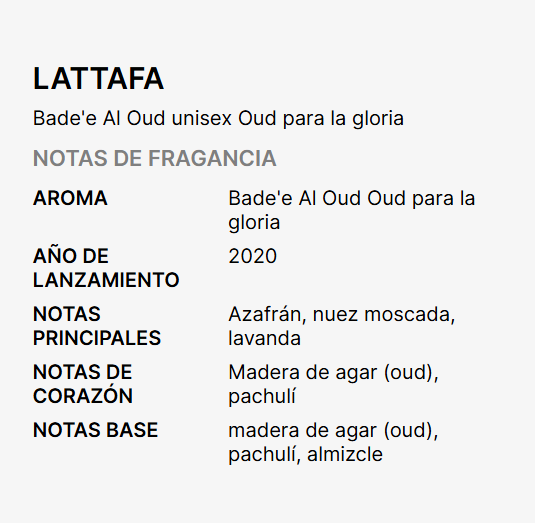 LATTAFA
Bade'e Al Oud unisex Oud para la gloria
NOTAS DE FRAGANCIA
AROMA
Bade'e Al Oud Oud para la
gloria
AÑO DE
LANZAMIENTO
2020
NOTAS
PRINCIPALES
Azafrán, nuez moscada,
lavanda
NOTAS DE
CORAZÓN
Madera de agar (oud),
pachulí
NOTAS BASE
madera de agar (oud),
pachulí, almizcle